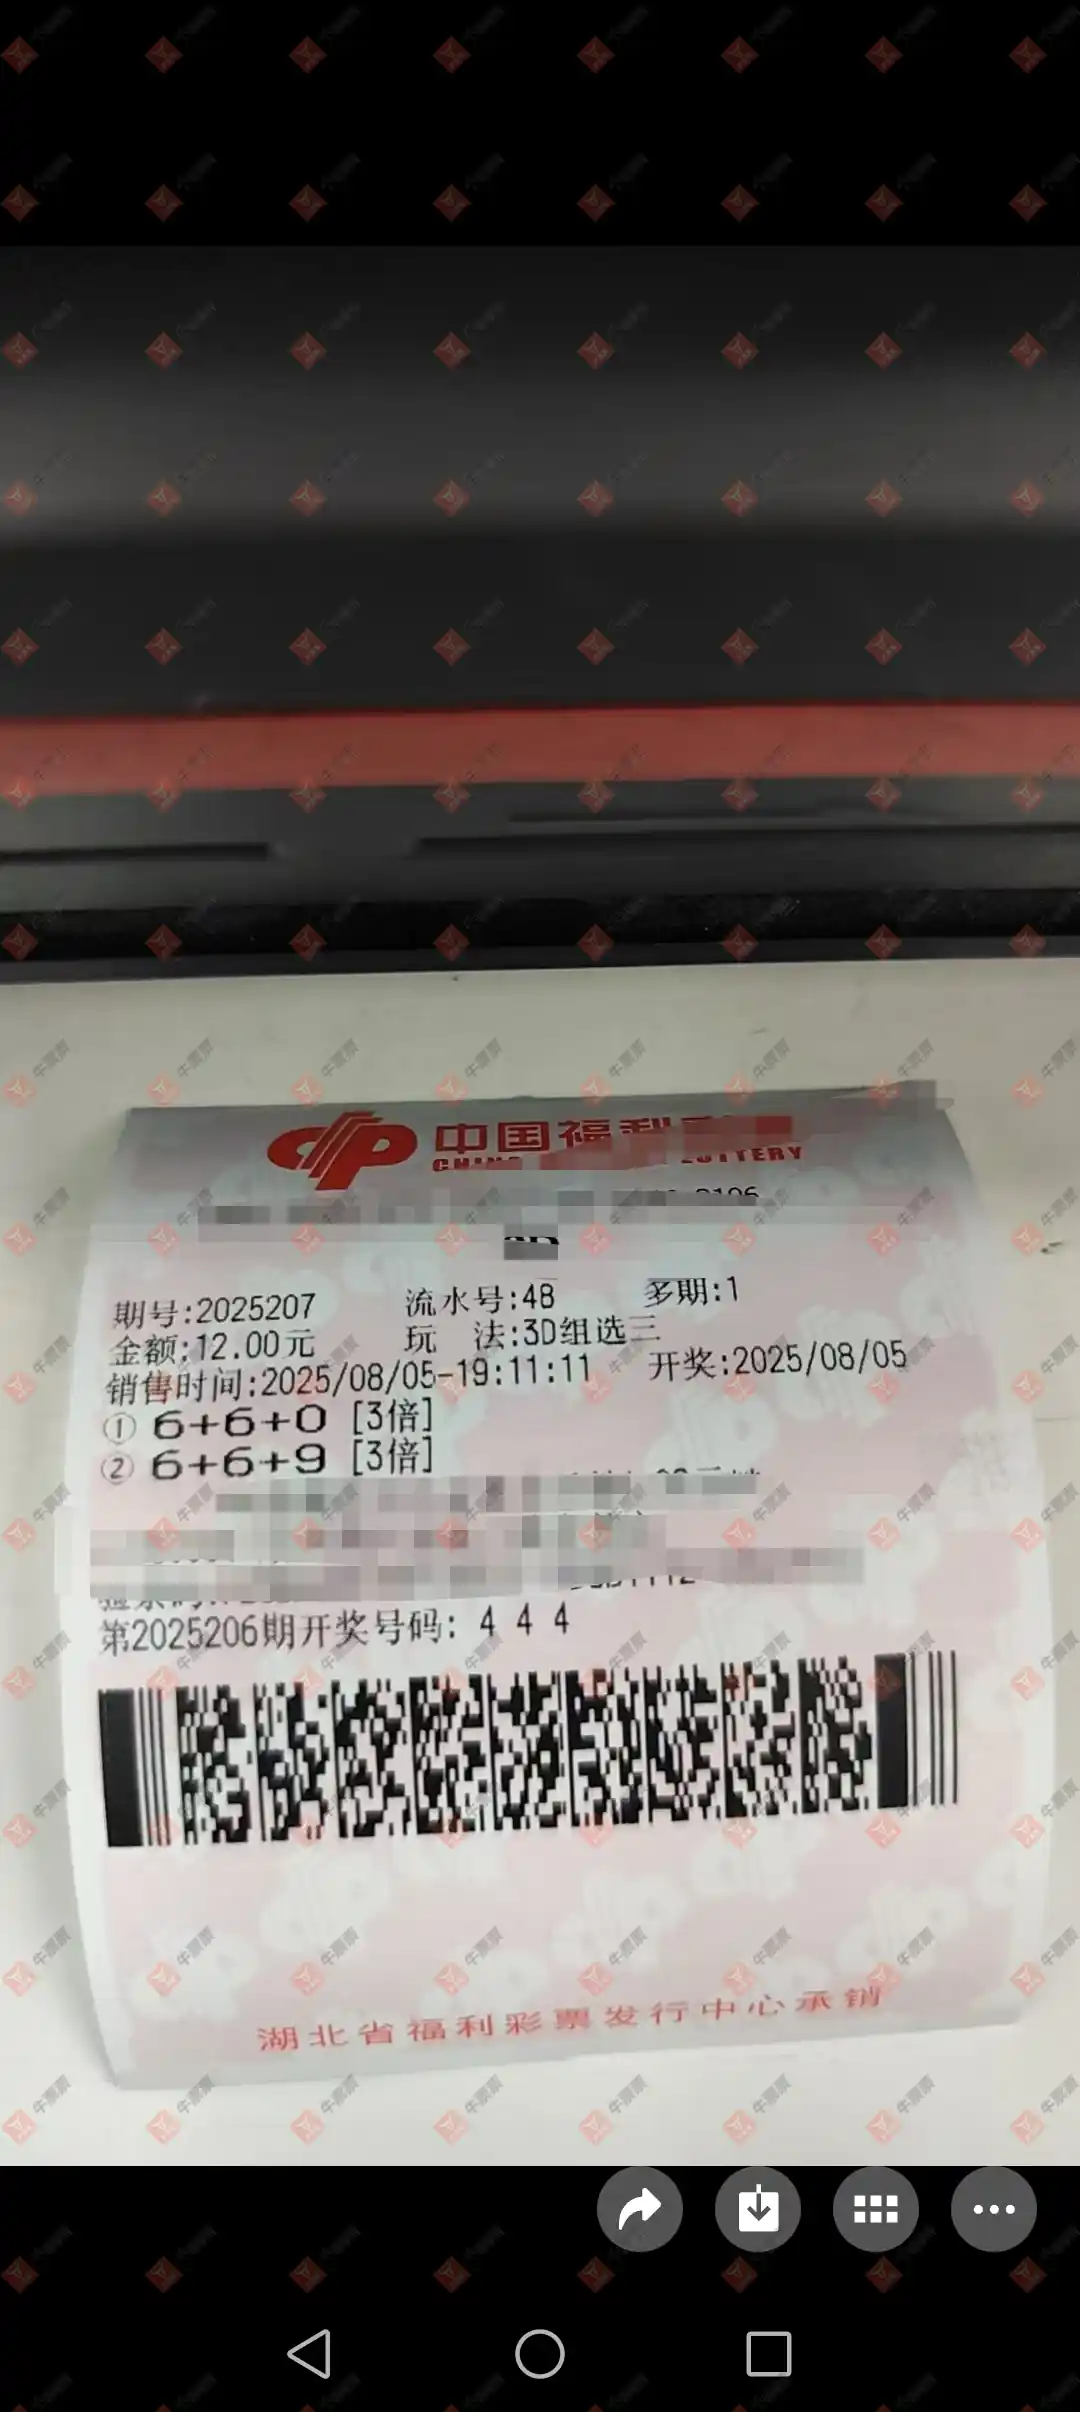 中国福利
期号:2025207 流水号:48 多期:1
金额:12.00元 玩 法:3D组选三
销售时间:2025/08/05-19:11:11 开奖:2025/08/05
① 6+6+0 [3倍]
② 6+6+9 [3倍]
第2025206期开奖号码: 4 4 4
湖北省福利彩票发行中心承销
牛票票